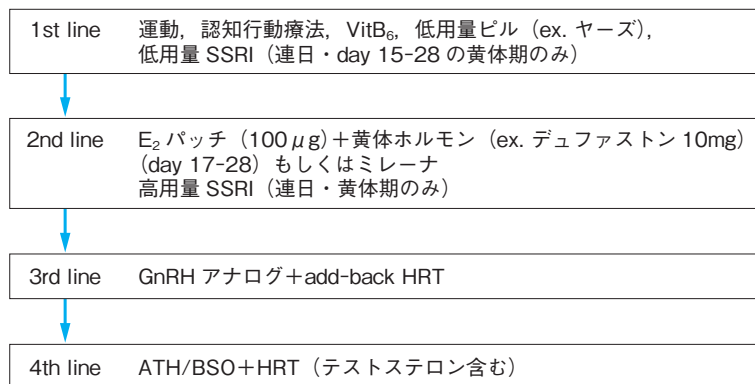 1st line 運動，認知行動療法，VitB₆，低用量ピル（ex. ヤーズ），
低用量 SSRI（連日・day 15-28 の黄体期のみ）
2nd line E₂ パッチ（100μg）＋黄体ホルモン（ex. デュファストン 10mg）
（day 17-28）もしくはミレーナ
高用量 SSRI（連日・黄体期のみ）
3rd line GnRH アナログ＋add-back HRT
4th line ATH/BSO＋HRT（テストステロン含む）